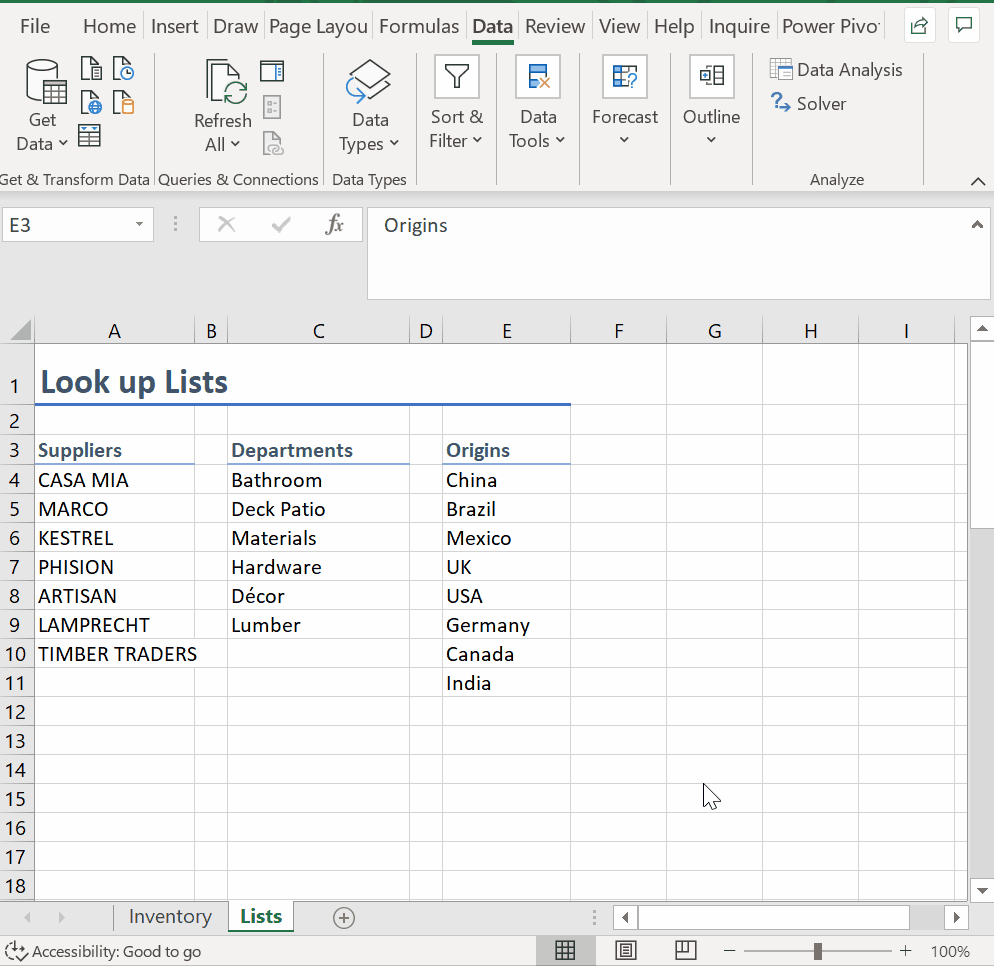 File Home Insert Draw Page Layou Formulas Data Review View Help Inquire Power Pivo
Get Data
Refresh All
Data Types
Sort & Filter
Data Tools
Forecast
Outline
Data Analysis
Solver
Get & Transform Data Queries & Connections Data Types Analyze
E3 fx Origins
A B C D E F G H I
1 Look up Lists
2
3 Suppliers Departments Origins
4 CASA MIA Bathroom China
5 MARCO Deck Patio Brazil
6 KESTREL Materials Mexico
7 PHISION Hardware UK
8 ARTISAN Décor USA
9 LAMPRECHT Lumber Germany
10 TIMBER TRADERS Canada
11 India
12
13
14
15
16
17
18
Inventory Lists
Accessibility: Good to go 100%